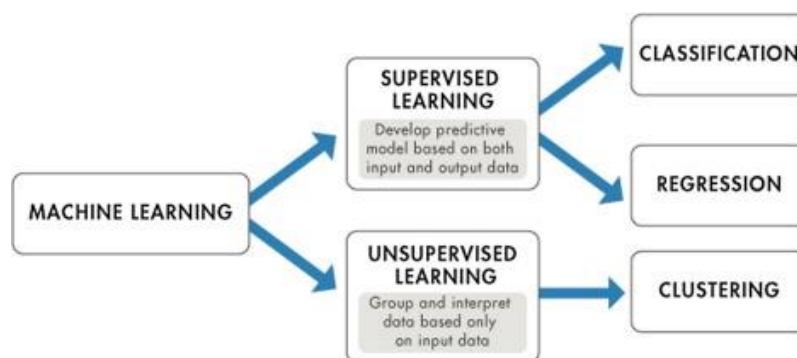 MACHINE LEARNING
SUPERVISED
LEARNING
Develop predictive
model based on both
input and output data
UNSUPERVISED
LEARNING
Group and interpret
data based only
on input data
CLASSIFICATION
REGRESSION
CLUSTERING